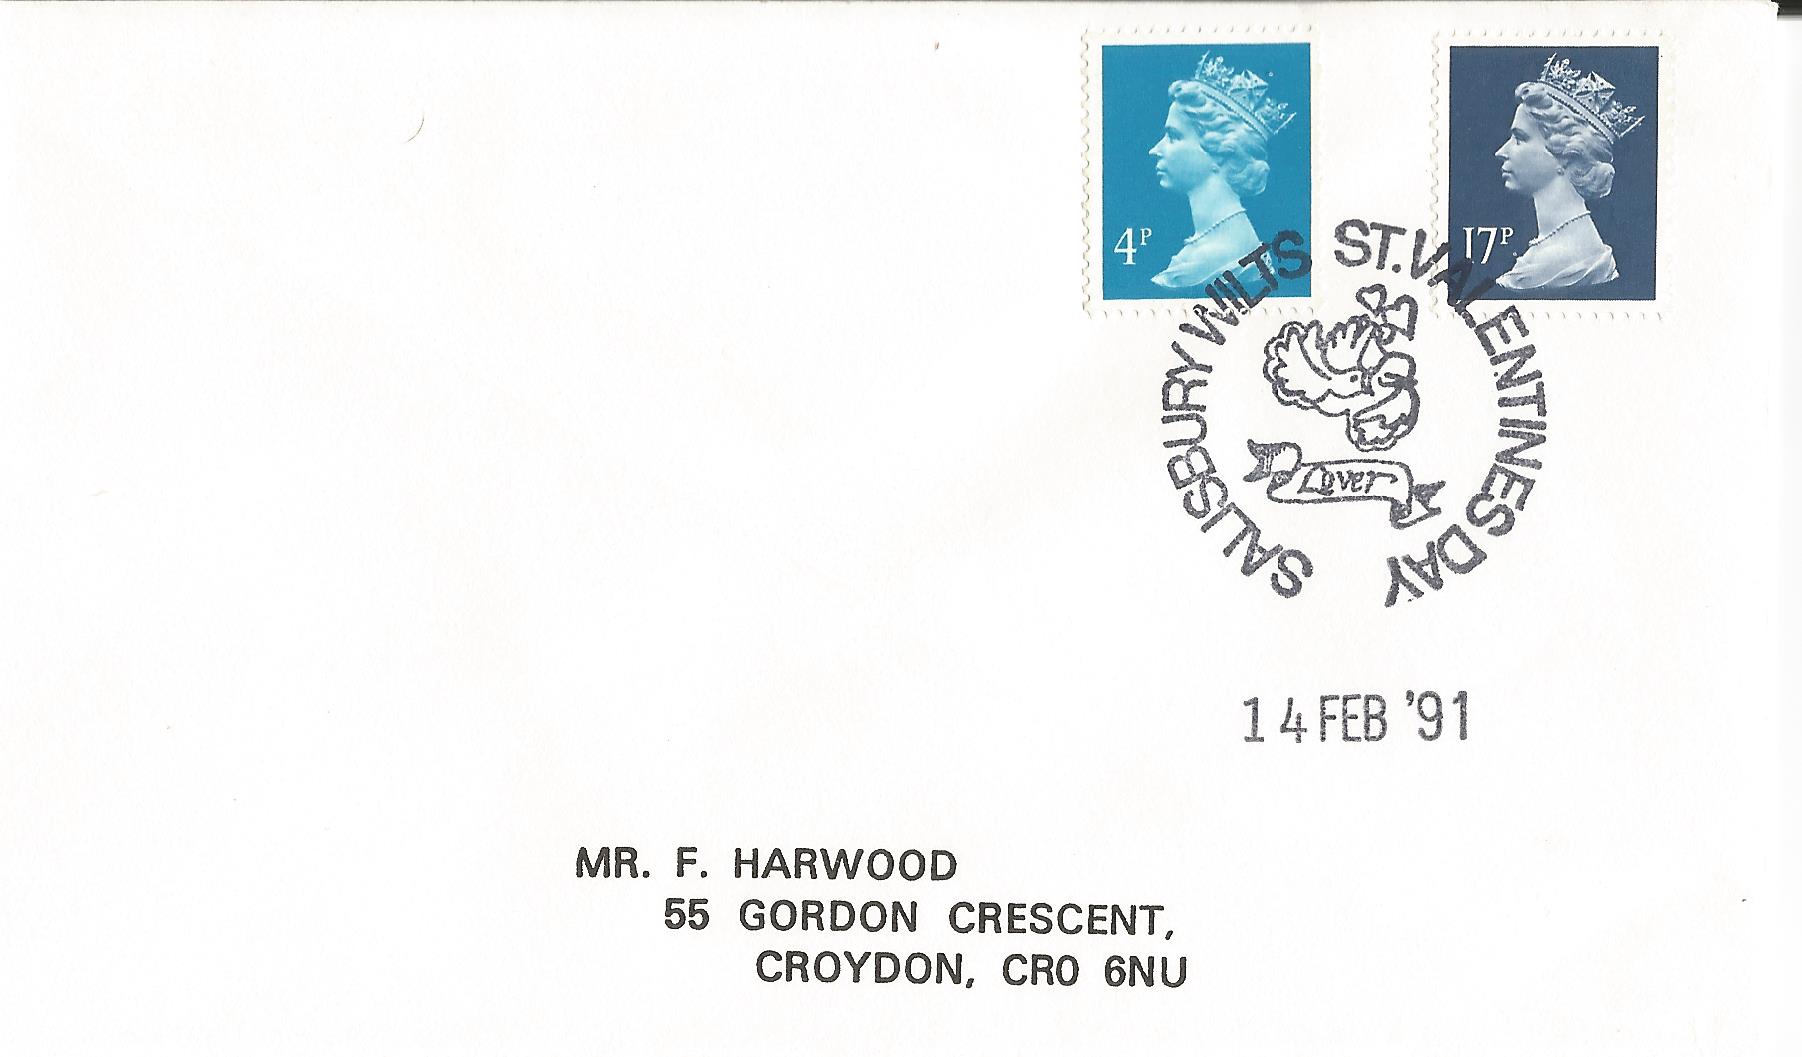 4P
17P
SALISBURY WILTS ST. VALENTINES DAY
Lover
14 FEB '91
MR. F. HARWOOD
55 GORDON CRESCENT,
CROYDON, CR0 6NU